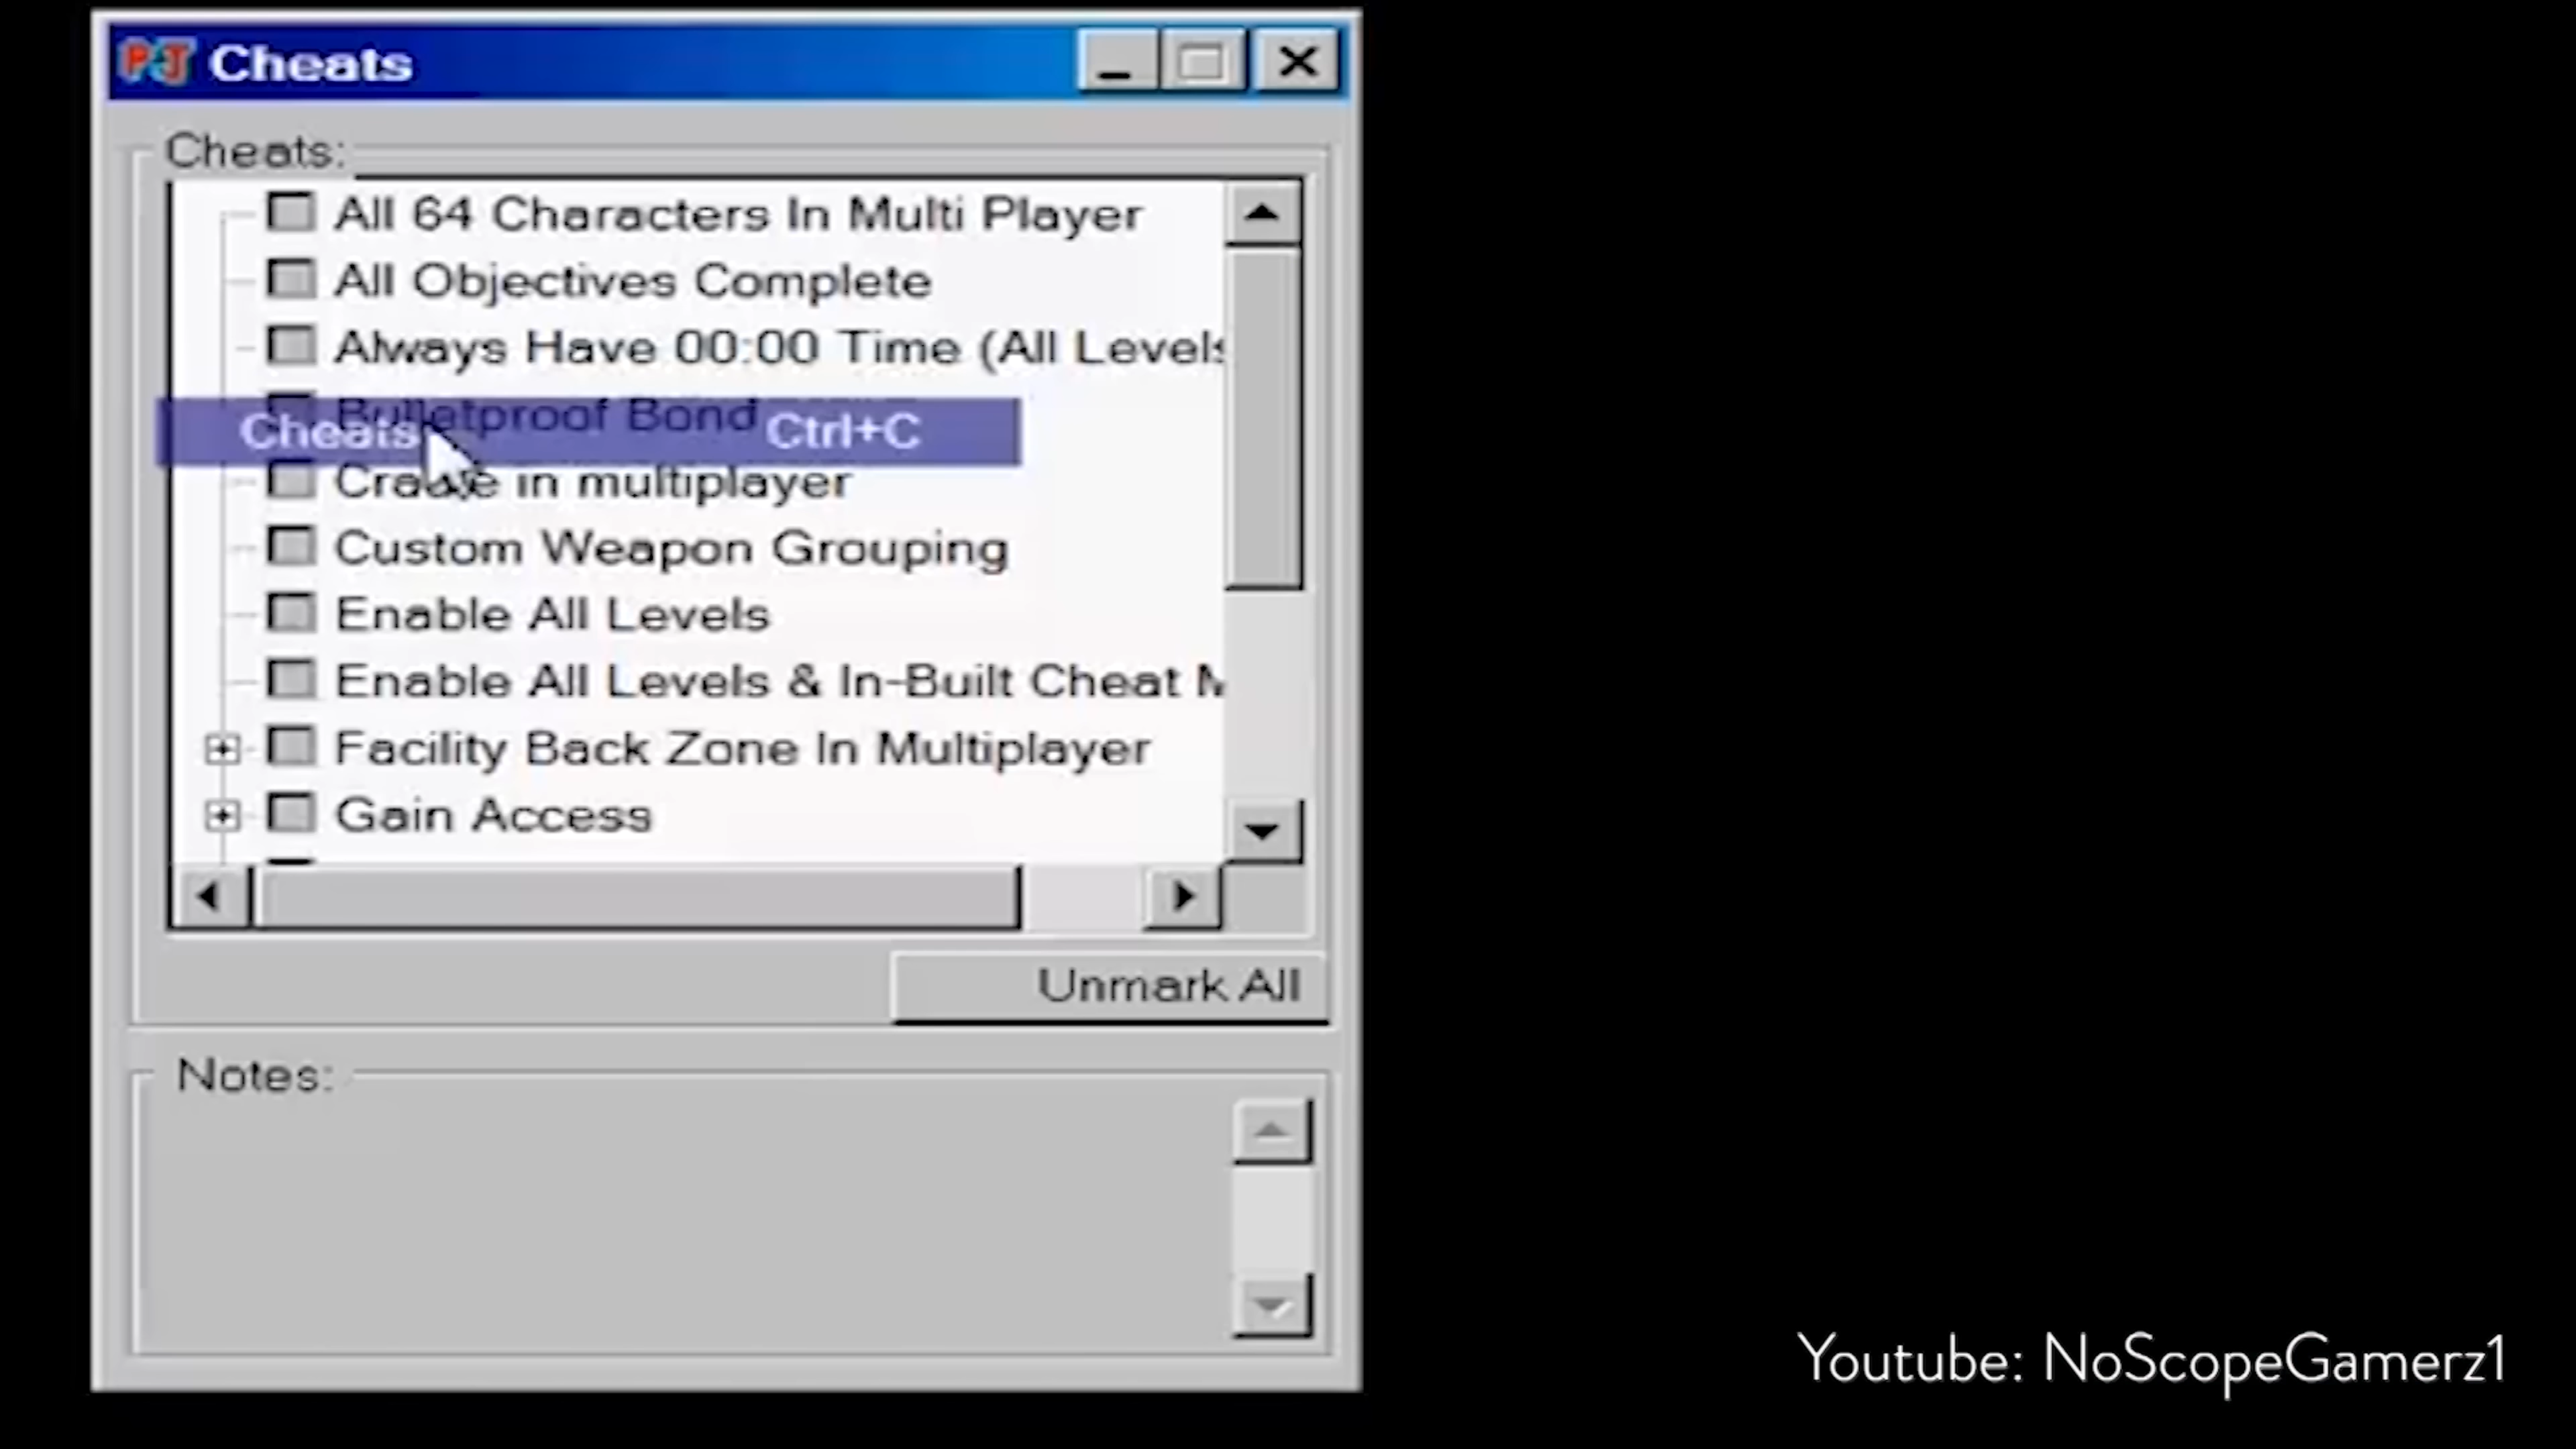 PJ Cheats
Cheats:
All 64 Characters In Multi Player
All Objectives Complete
Always Have 00:00 Time (All Levels
Bulletproof Bond
Cheats Ctrl+C
in multiplayer
Custom Weapon Grouping
Enable All Levels
Enable All Levels & In-Built Cheat M
Facility Back Zone In Multiplayer
Gain Access
Unmark All
Notes:
Youtube: NoScopeGamerz1